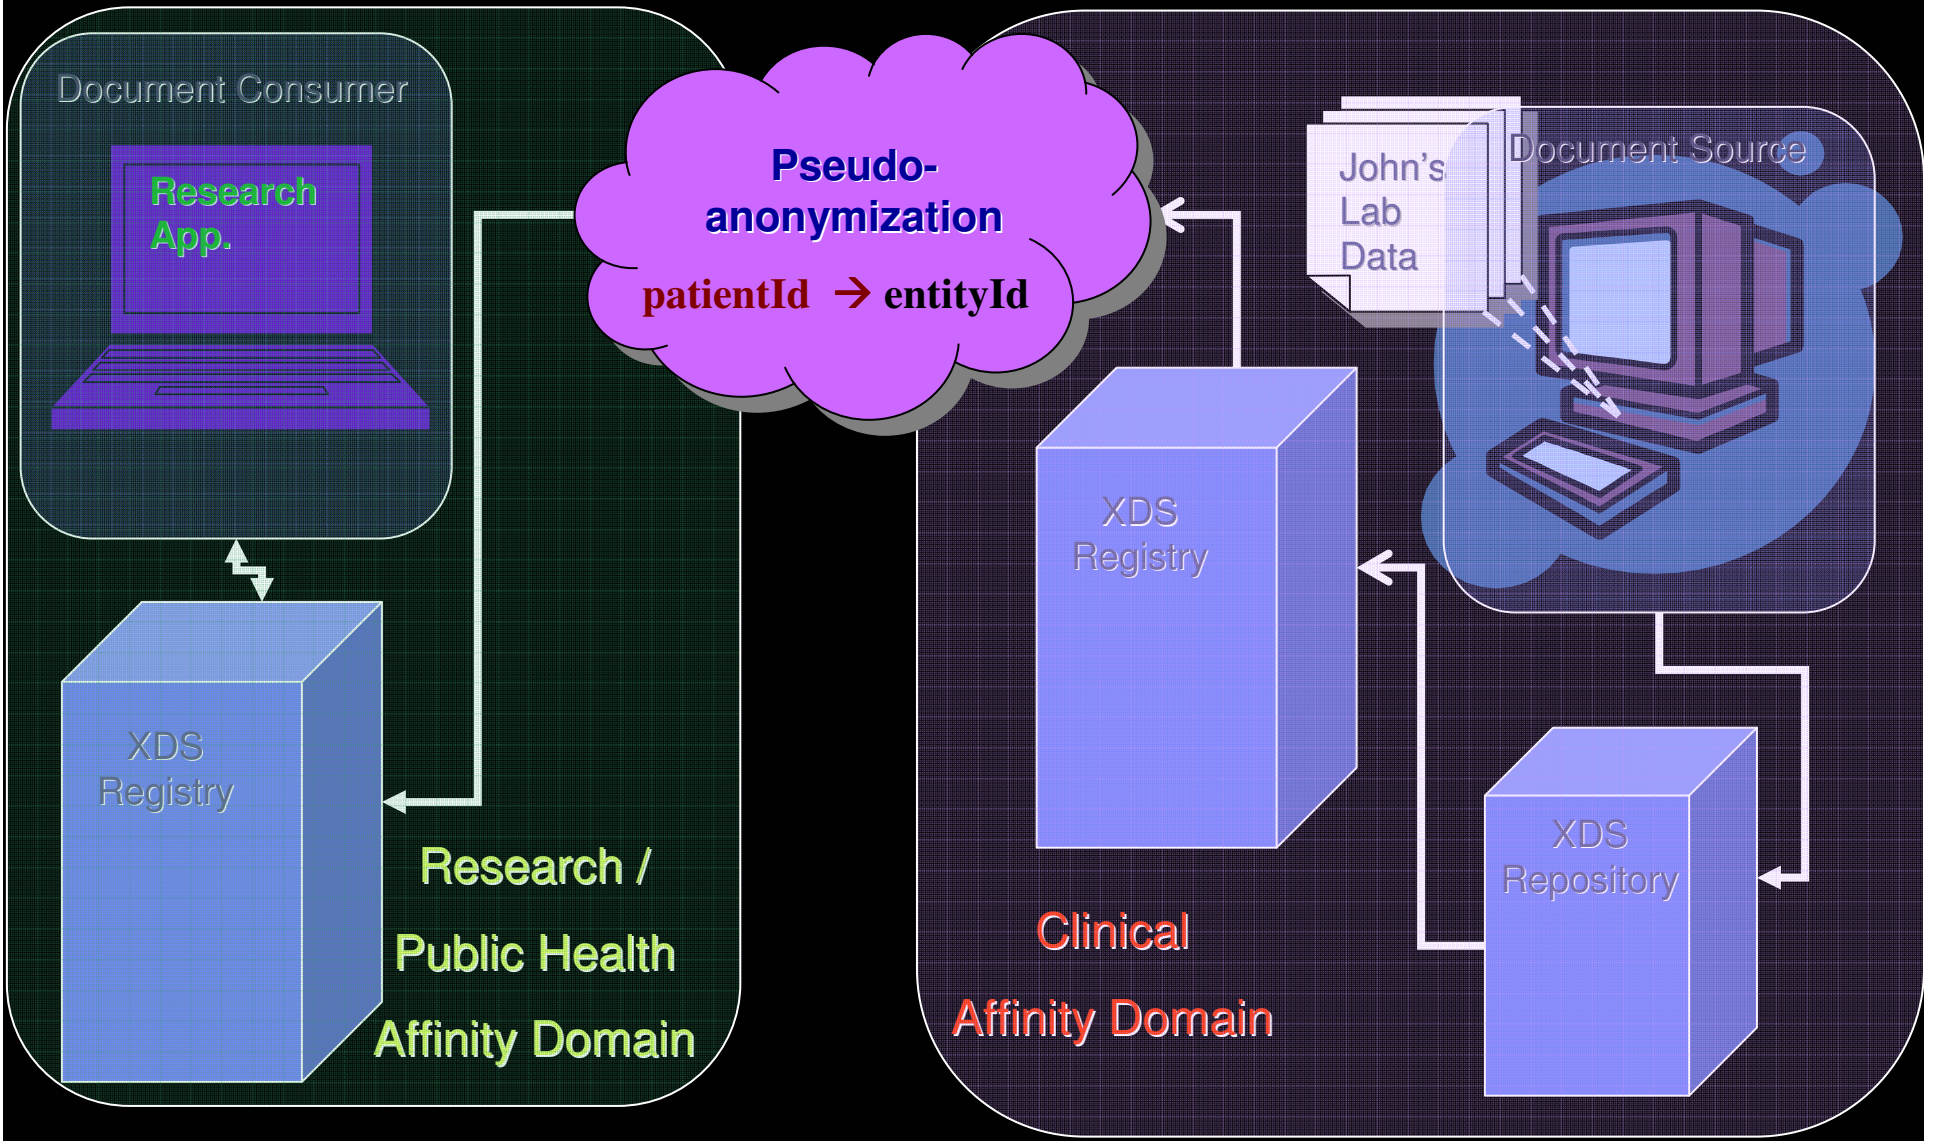 Document Consumer
Research
App.
XDS
Registry
Research /
Public Health
Affinity Domain
Pseudo-
anonymization
patientId → entityId
John's
Lab
Data
Document Source
XDS
Registry
XDS
Repository
Clinical
Affinity Domain